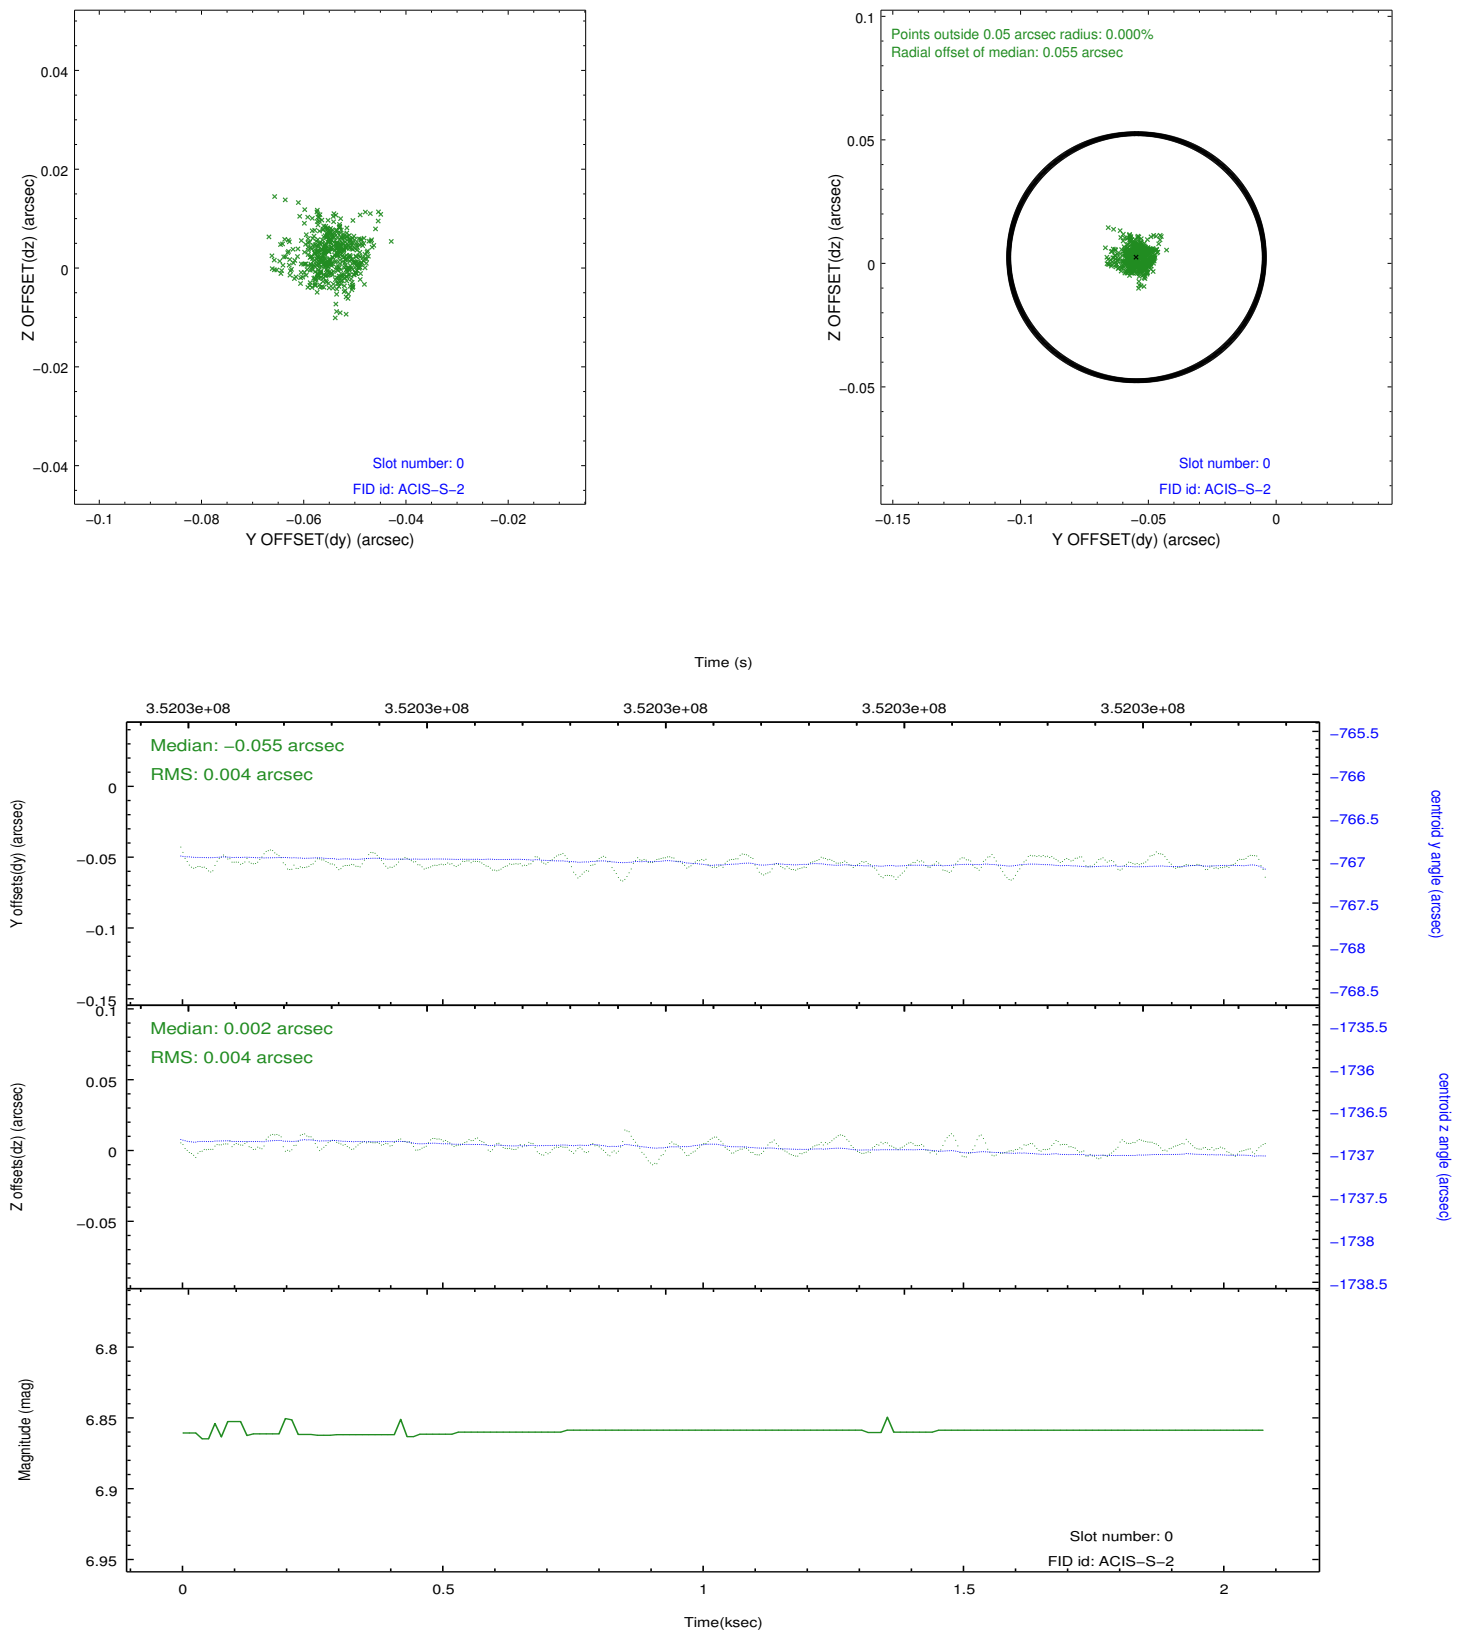 0.04
0.02
0
−0.02
−0.04
Z OFFSET(dz) (arcsec)
Slot number: 0
FID id: ACIS−S−2
−0.1
−0.08
−0.06
−0.04
−0.02
Y OFFSET(dy) (arcsec)
Points outside 0.05 arcsec radius: 0.000%
Radial offset of median: 0.055 arcsec
0.1
0.05
0
−0.05
Z OFFSET(dz) (arcsec)
Slot number: 0
FID id: ACIS−S−2
−0.15
−0.1
−0.05
0
Y OFFSET(dy) (arcsec)
Time (s)
3.5203e+08
3.5203e+08
3.5203e+08
3.5203e+08
3.5203e+08
Median: −0.055 arcsec
RMS: 0.004 arcsec
0
−0.05
−0.1
−0.15
Y offsets(dy) (arcsec)
−765.5
−766
−766.5
−767
−767.5
−768
−768.5
centroid y angle (arcsec)
Median: 0.002 arcsec
RMS: 0.004 arcsec
0.1
0.05
0
−0.05
Z offsets(dz) (arcsec)
−1735.5
−1736
−1736.5
−1737
−1737.5
−1738
−1738.5
centroid z angle (arcsec)
6.8
6.85
6.9
6.95
Magnitude (mag)
Slot number: 0
FID id: ACIS−S−2
0
0.5
1
1.5
2
Time(ksec)